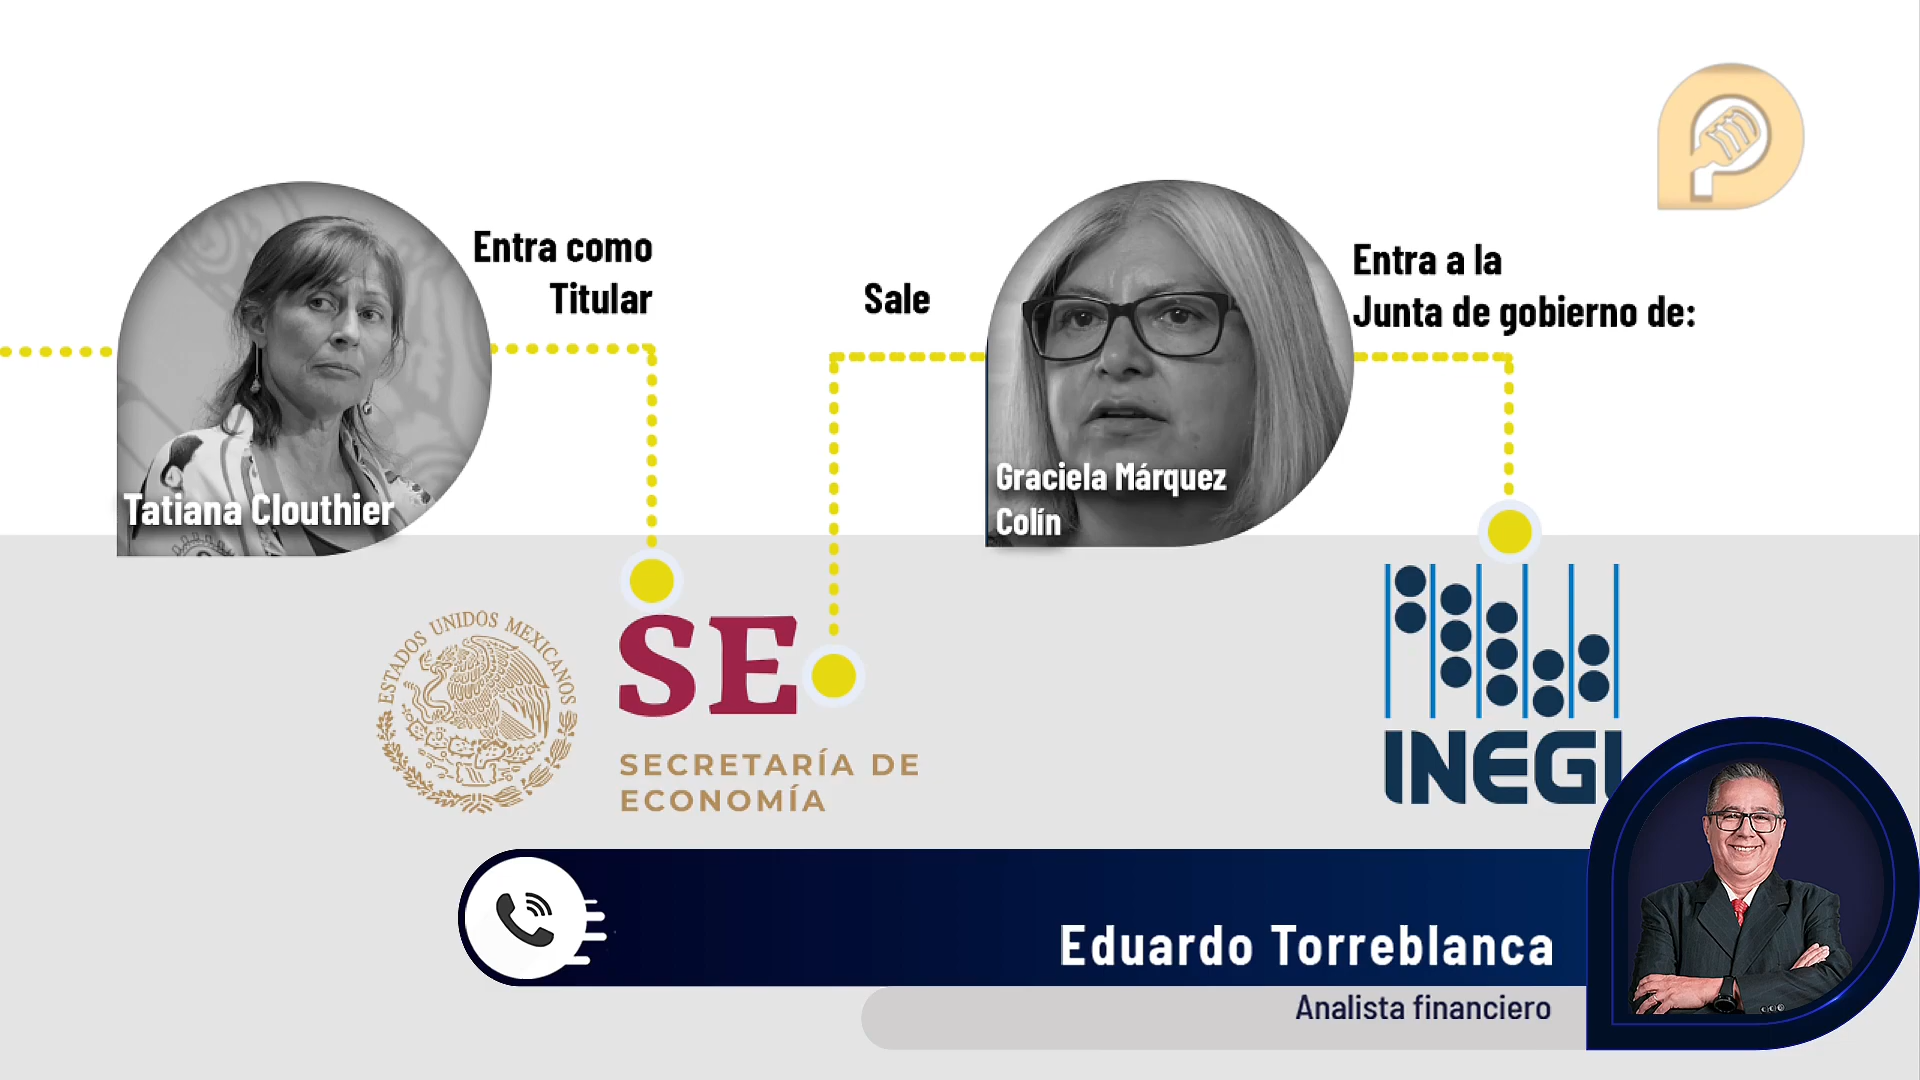 Entra como
Titular
Tatiana Clouthier
Sale
Graciela Márquez
Colín
Entra a la
Junta de gobierno de:
ESTADOS UNIDOS MEXICANOS
SE
SECRETARÍA DE
ECONOMÍA
INEGI
Eduardo Torreblanca
Analista financiero